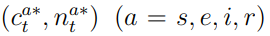 $(c_t^{a*}, n_t^{a*}) \ \ (a = s, e, i, r)$